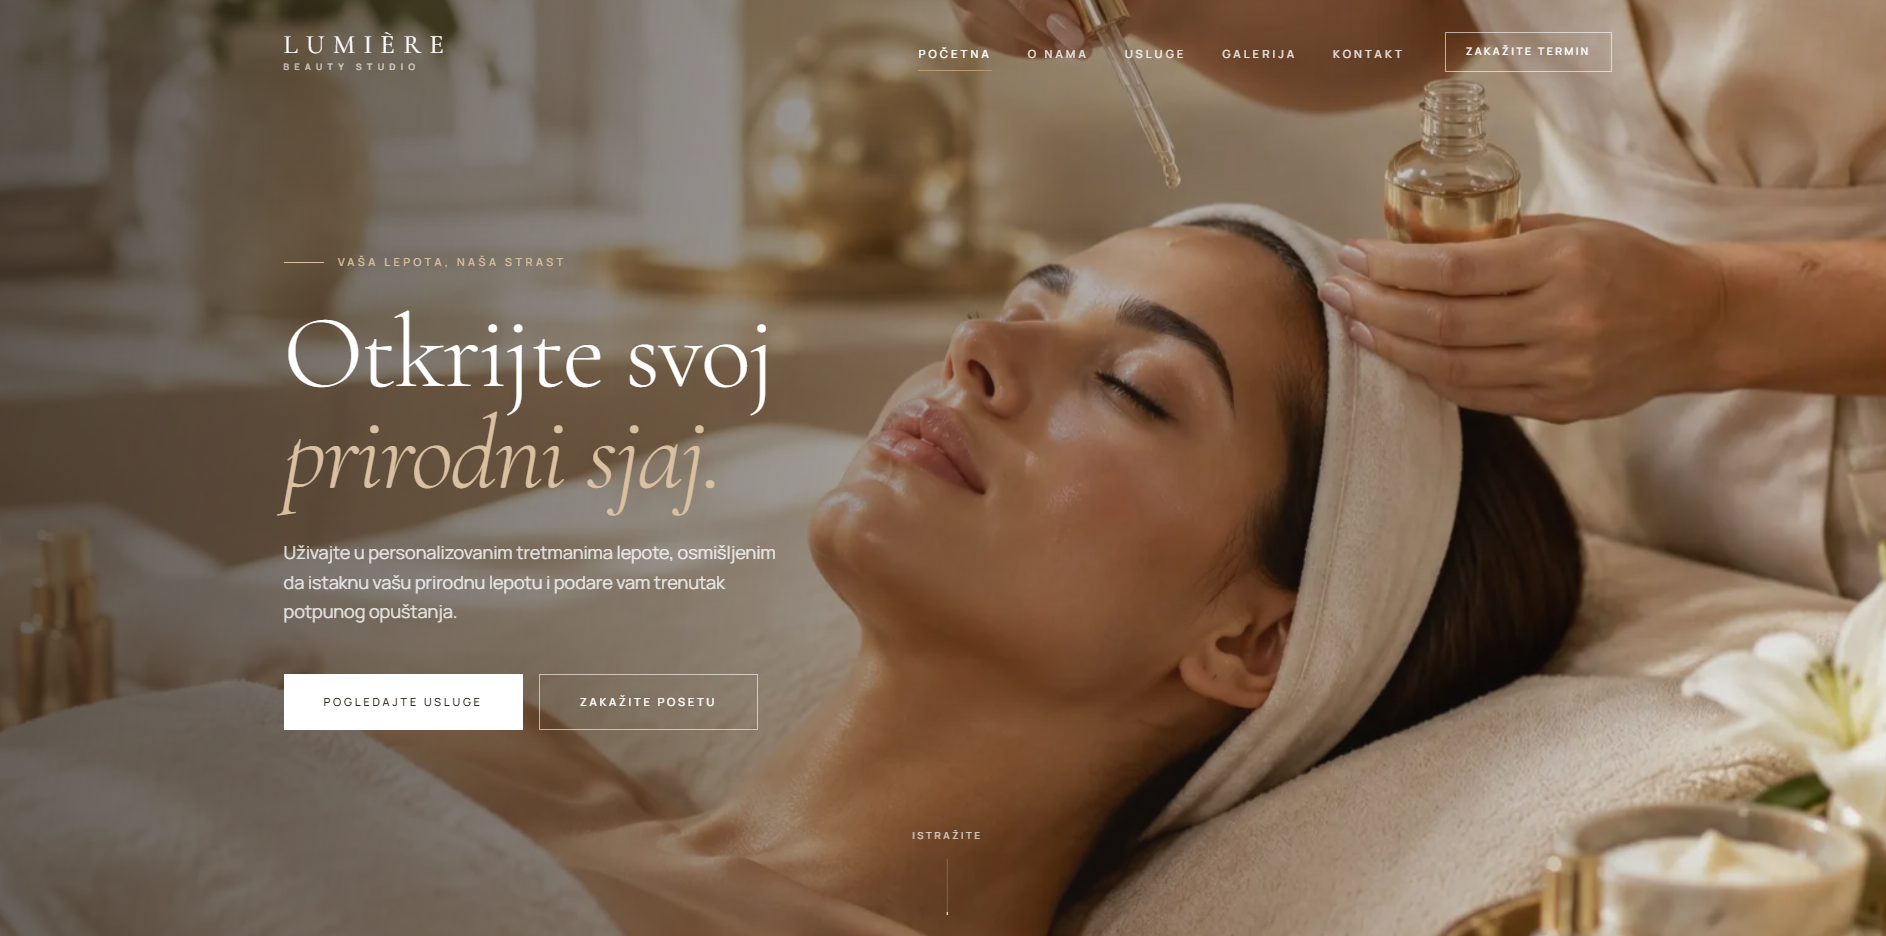 LUMIÈRE
BEAUTY STUDIO
POČETNA
O NAMA
USLUGE
GALERIJA
KONTAKT
ZAKAŽITE TERMIN
VAŠA LEPOTA, NAŠA STRAST
Otkrijte svoj
prirodni sjaj.
Uživajte u personalizovanim tretmanima lepote, osmišljenim
da istaknu vašu prirodnu lepotu i podare vam trenutak
potpunog opuštanja.
POGLEDAJTE USLUGE
ZAKAŽITE POSETU
ISTRAŽITE